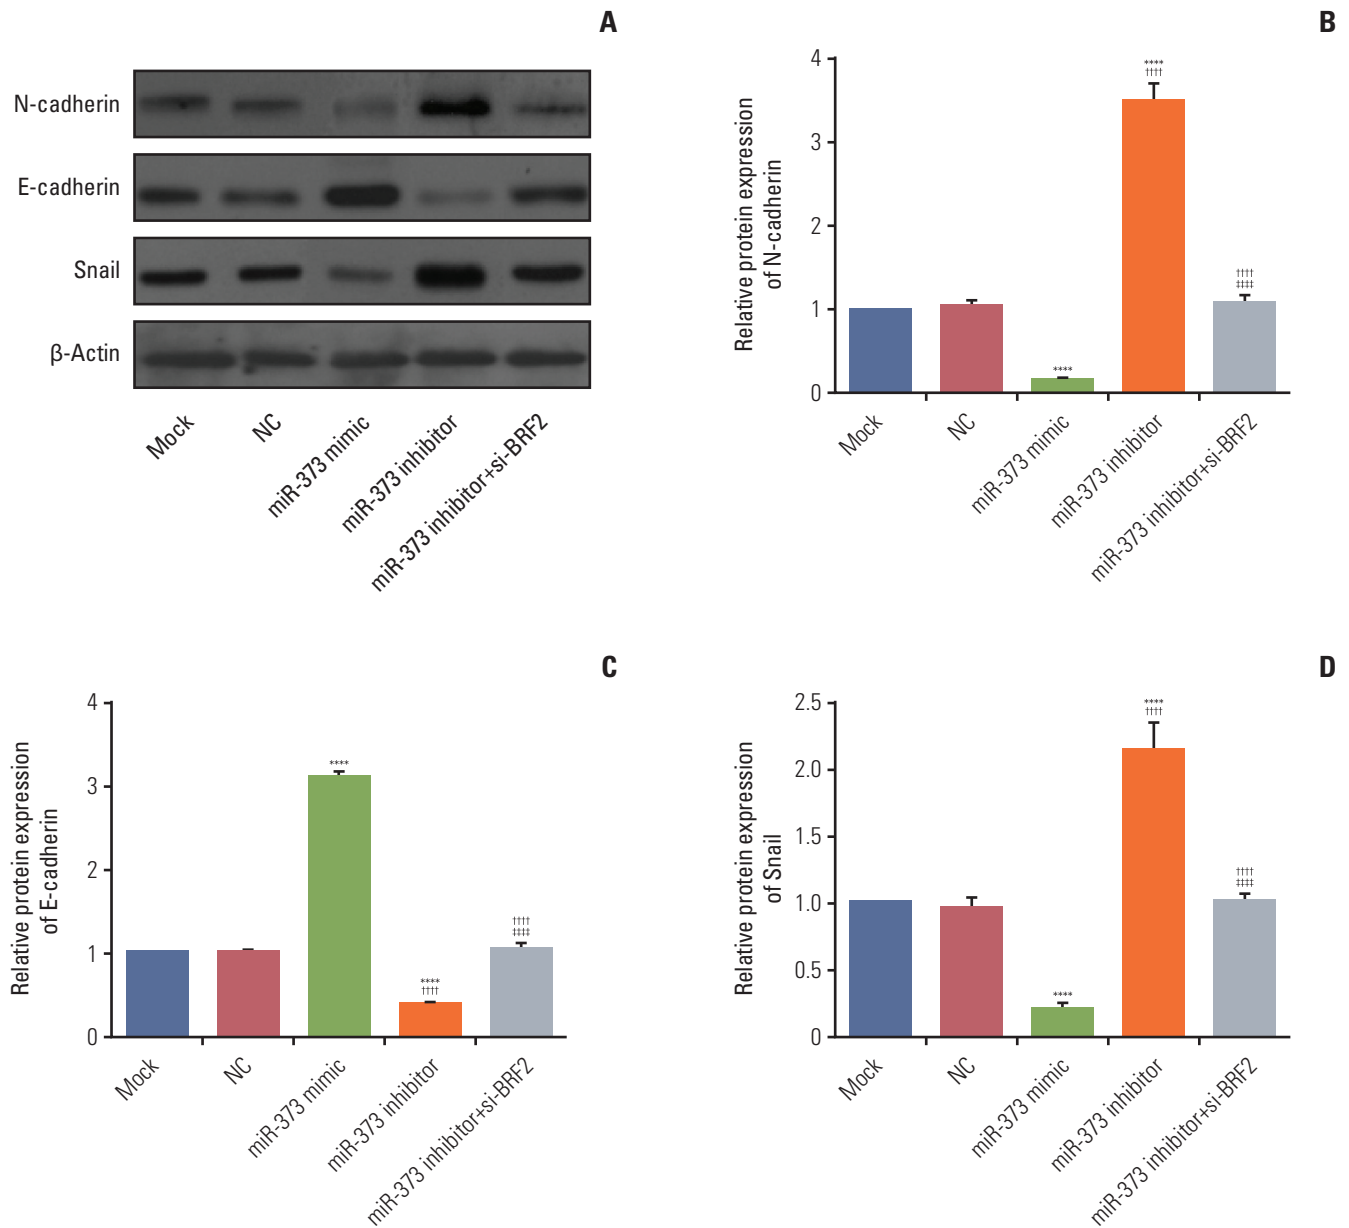 A
N-cadherin
E-cadherin
Snail
β-Actin
Mock
NC
miR-373 mimic
miR-373 inhibitor
miR-373 inhibitor+si-BRF2
B
Relative protein expression
of N-cadherin
4
3
2
1
0
****
****
††††
††††
‡‡‡‡
Mock
NC
miR-373 mimic
miR-373 inhibitor
miR-373 inhibitor+si-BRF2
C
Relative protein expression
of E-cadherin
4
3
2
1
0
****
****
††††
††††
‡‡‡‡
Mock
NC
miR-373 mimic
miR-373 inhibitor
miR-373 inhibitor+si-BRF2
D
Relative protein expression
of Snail
2.5
2.0
1.5
1.0
0.5
0
****
****
††††
††††
‡‡‡‡
Mock
NC
miR-373 mimic
miR-373 inhibitor
miR-373 inhibitor+si-BRF2